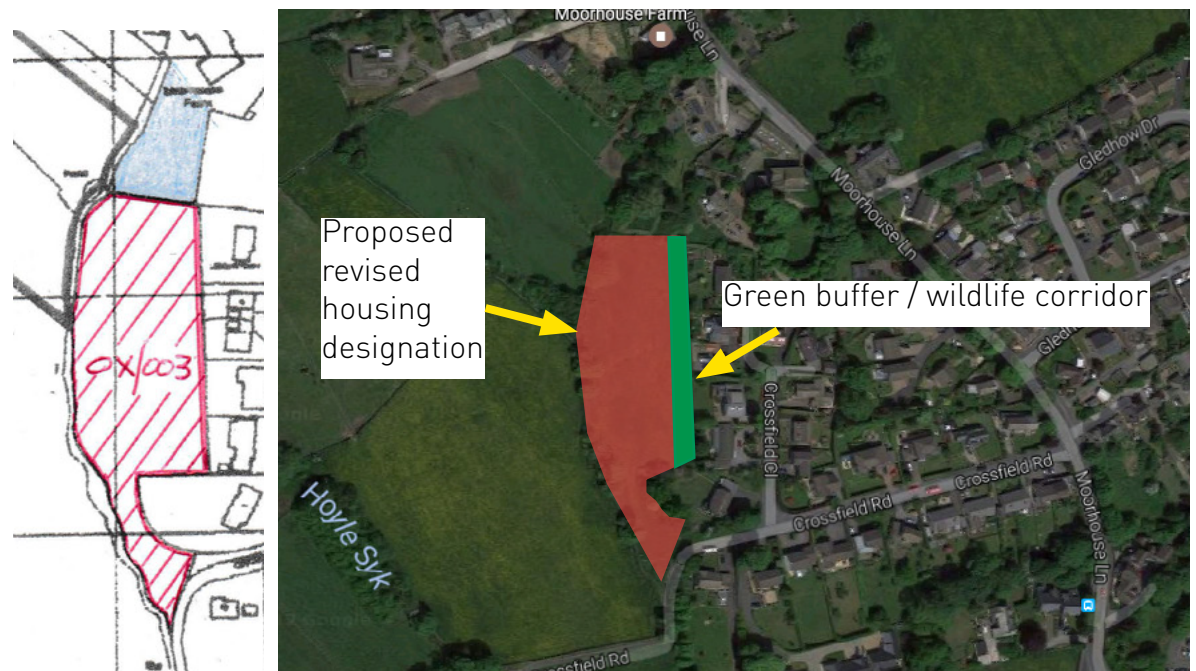 OX/003
Moorhouse Farm
Moorhouse Ln
Gledhow Dr
Proposed
revised
housing
designation
Green buffer / wildlife corridor
Crossfield Cl
Crossfield Rd
Crossfield Rd
Moorhouse Ln
Hoyle Syk
Crossfield Rd